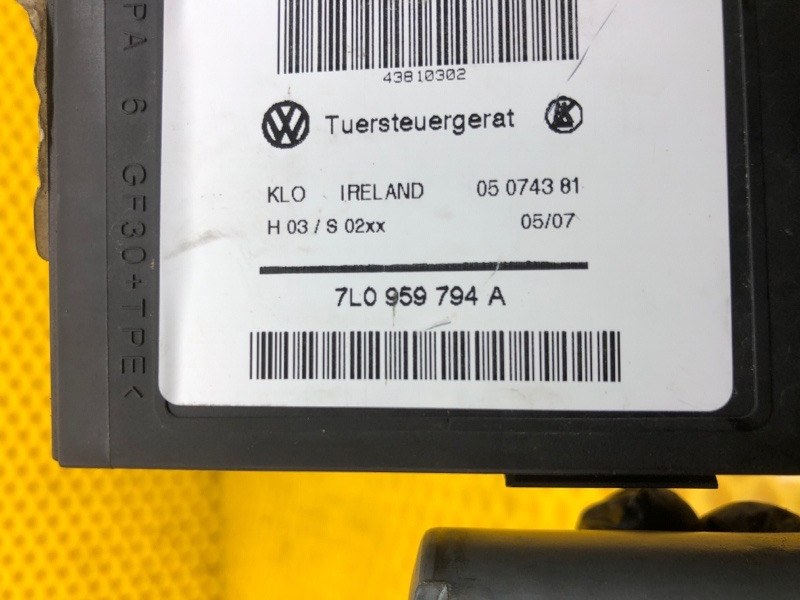 43810302
Tuersteuergerat
KLO IRELAND 05 0743 81
H 03 / S 02xx 05/07
7L0 959 794 A
PA 6 GF30+TPE<